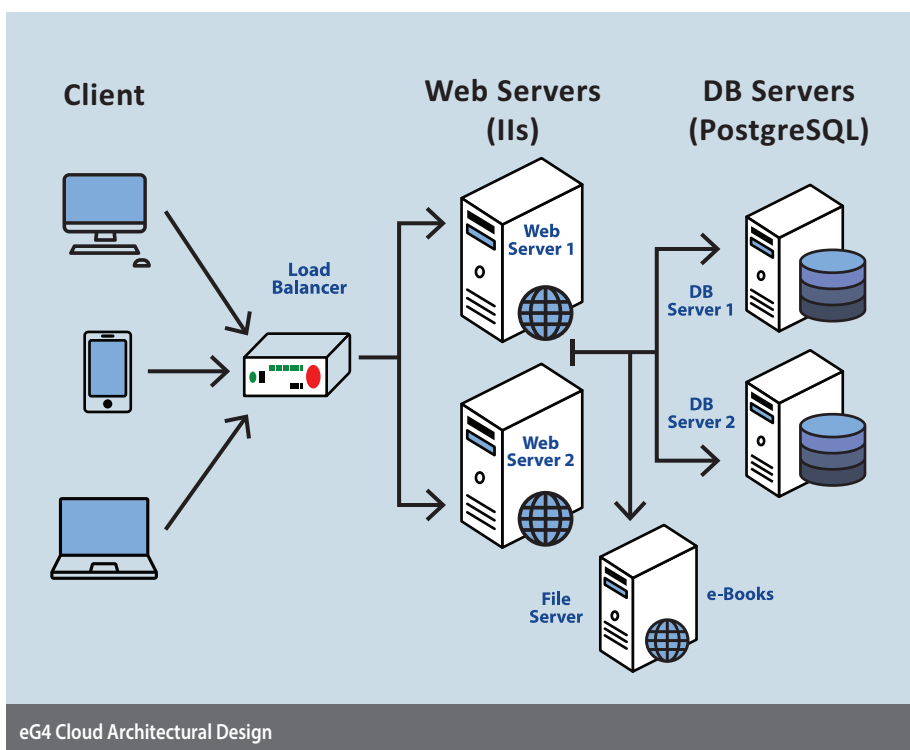 Client
Web Servers
(IIs)
DB Servers
(PostgreSQL)
Load
Balancer
Web
Server 1
DB
Server 1
Web
Server 2
DB
Server 2
File
Server
e-Books
eG4 Cloud Architectural Design